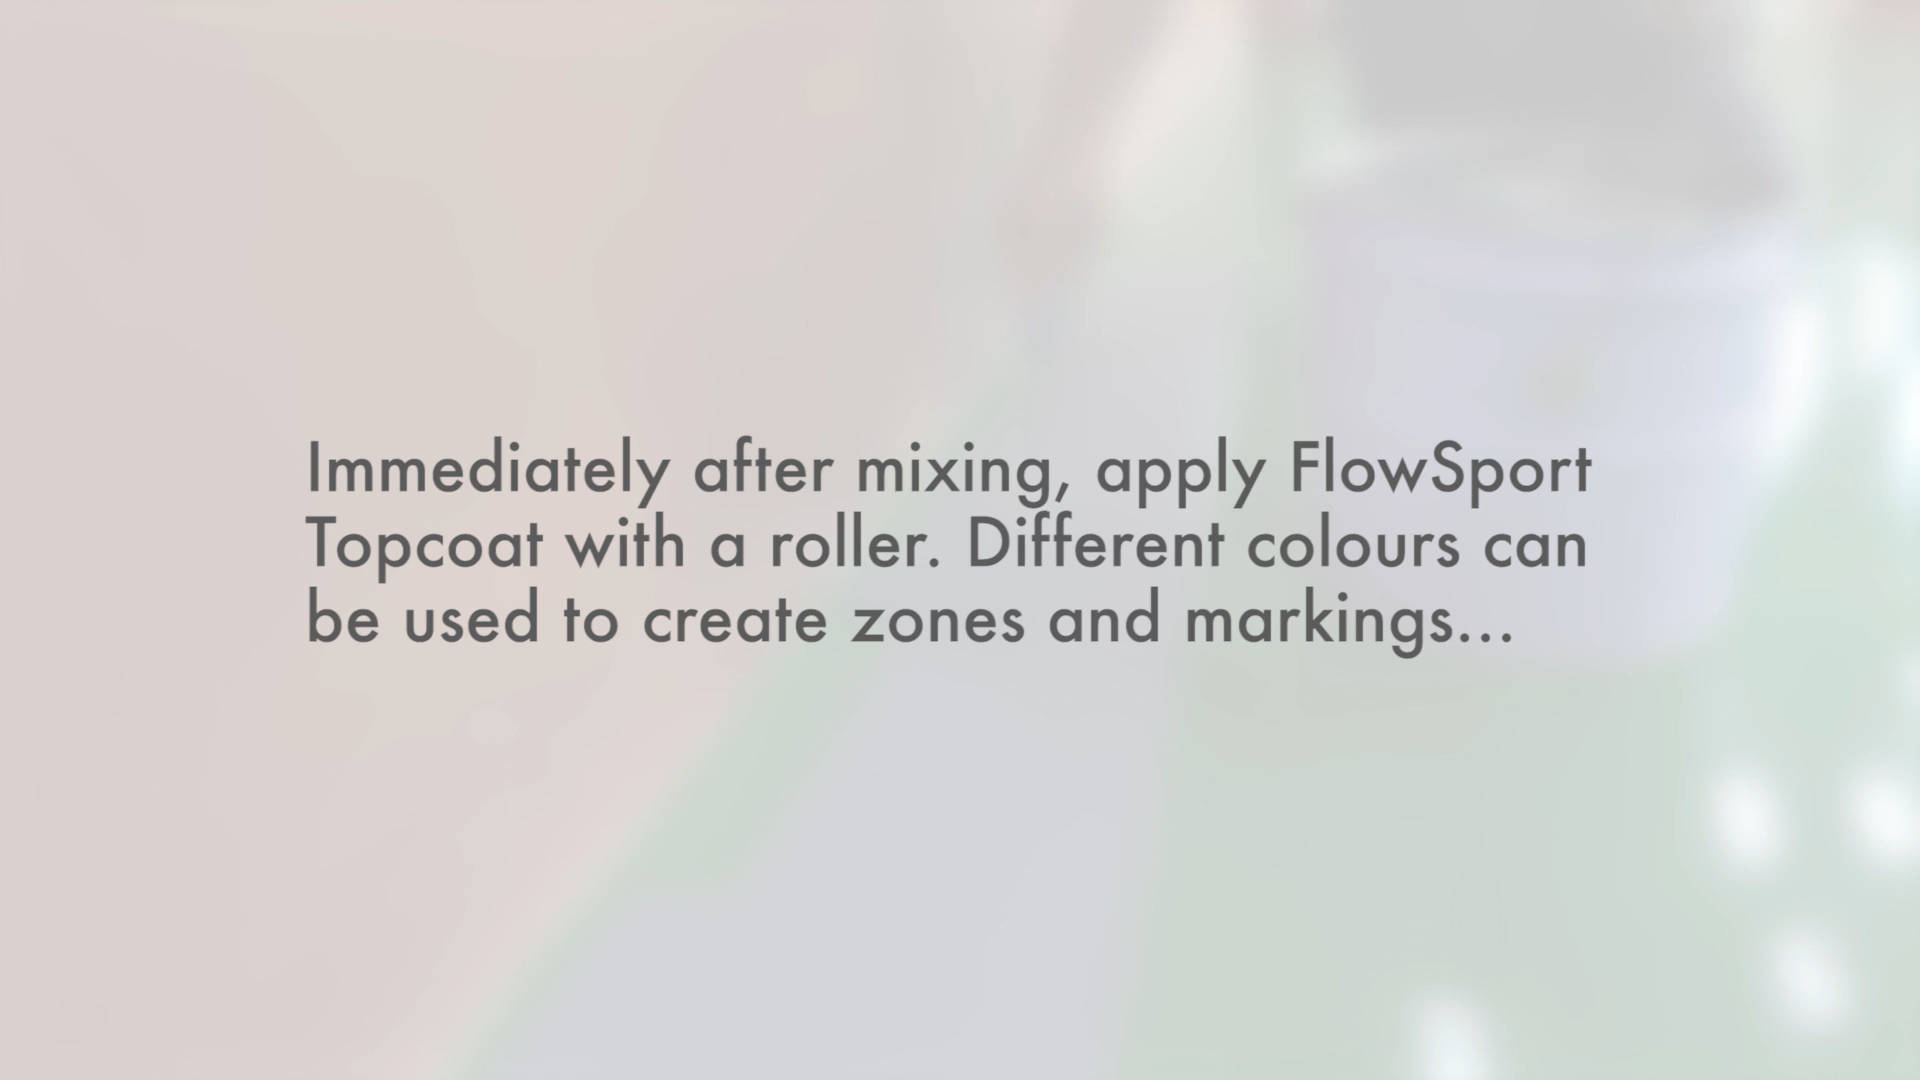 Immediately after mixing, apply FlowSport
Topcoat with a roller. Different colours can
be used to create zones and markings...